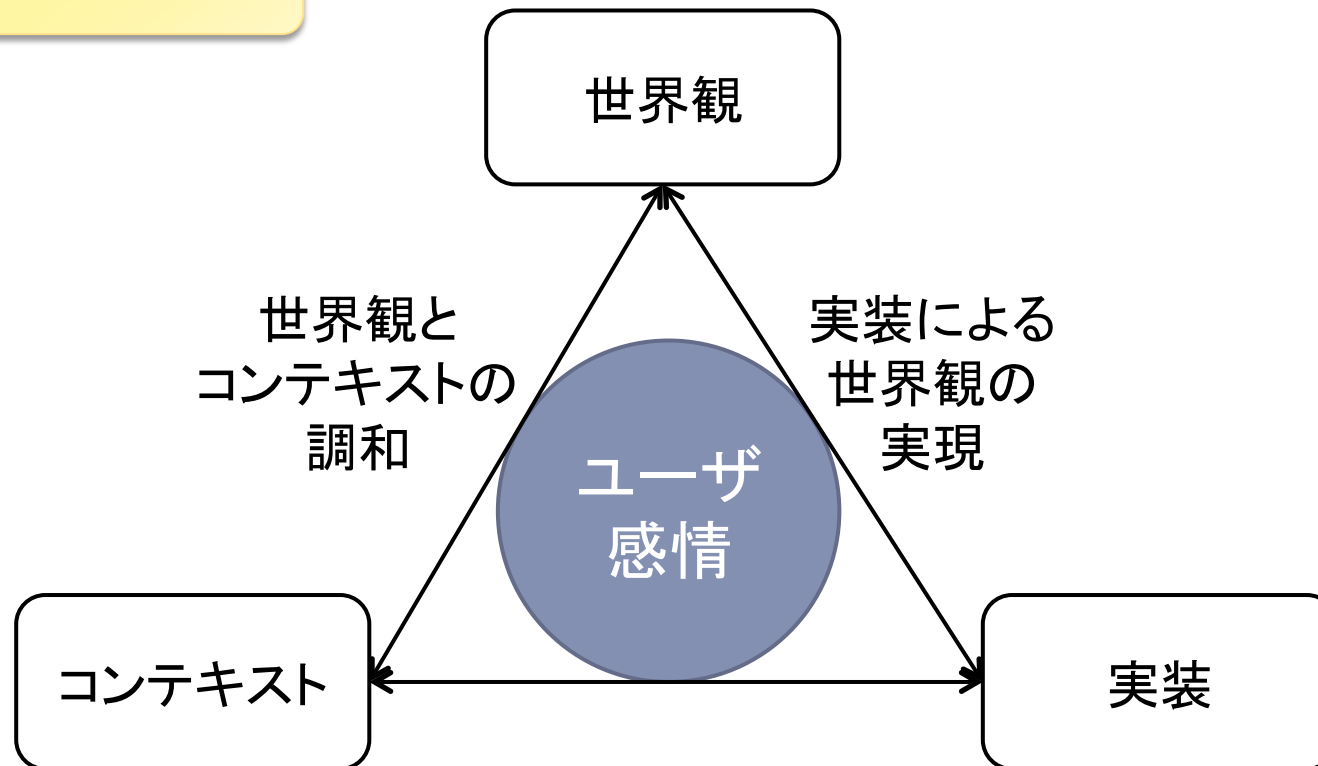 世界観
世界観と
コンテキストの
調和
実装による
世界観の
実現
ユーザ
感情
コンテキスト
実装